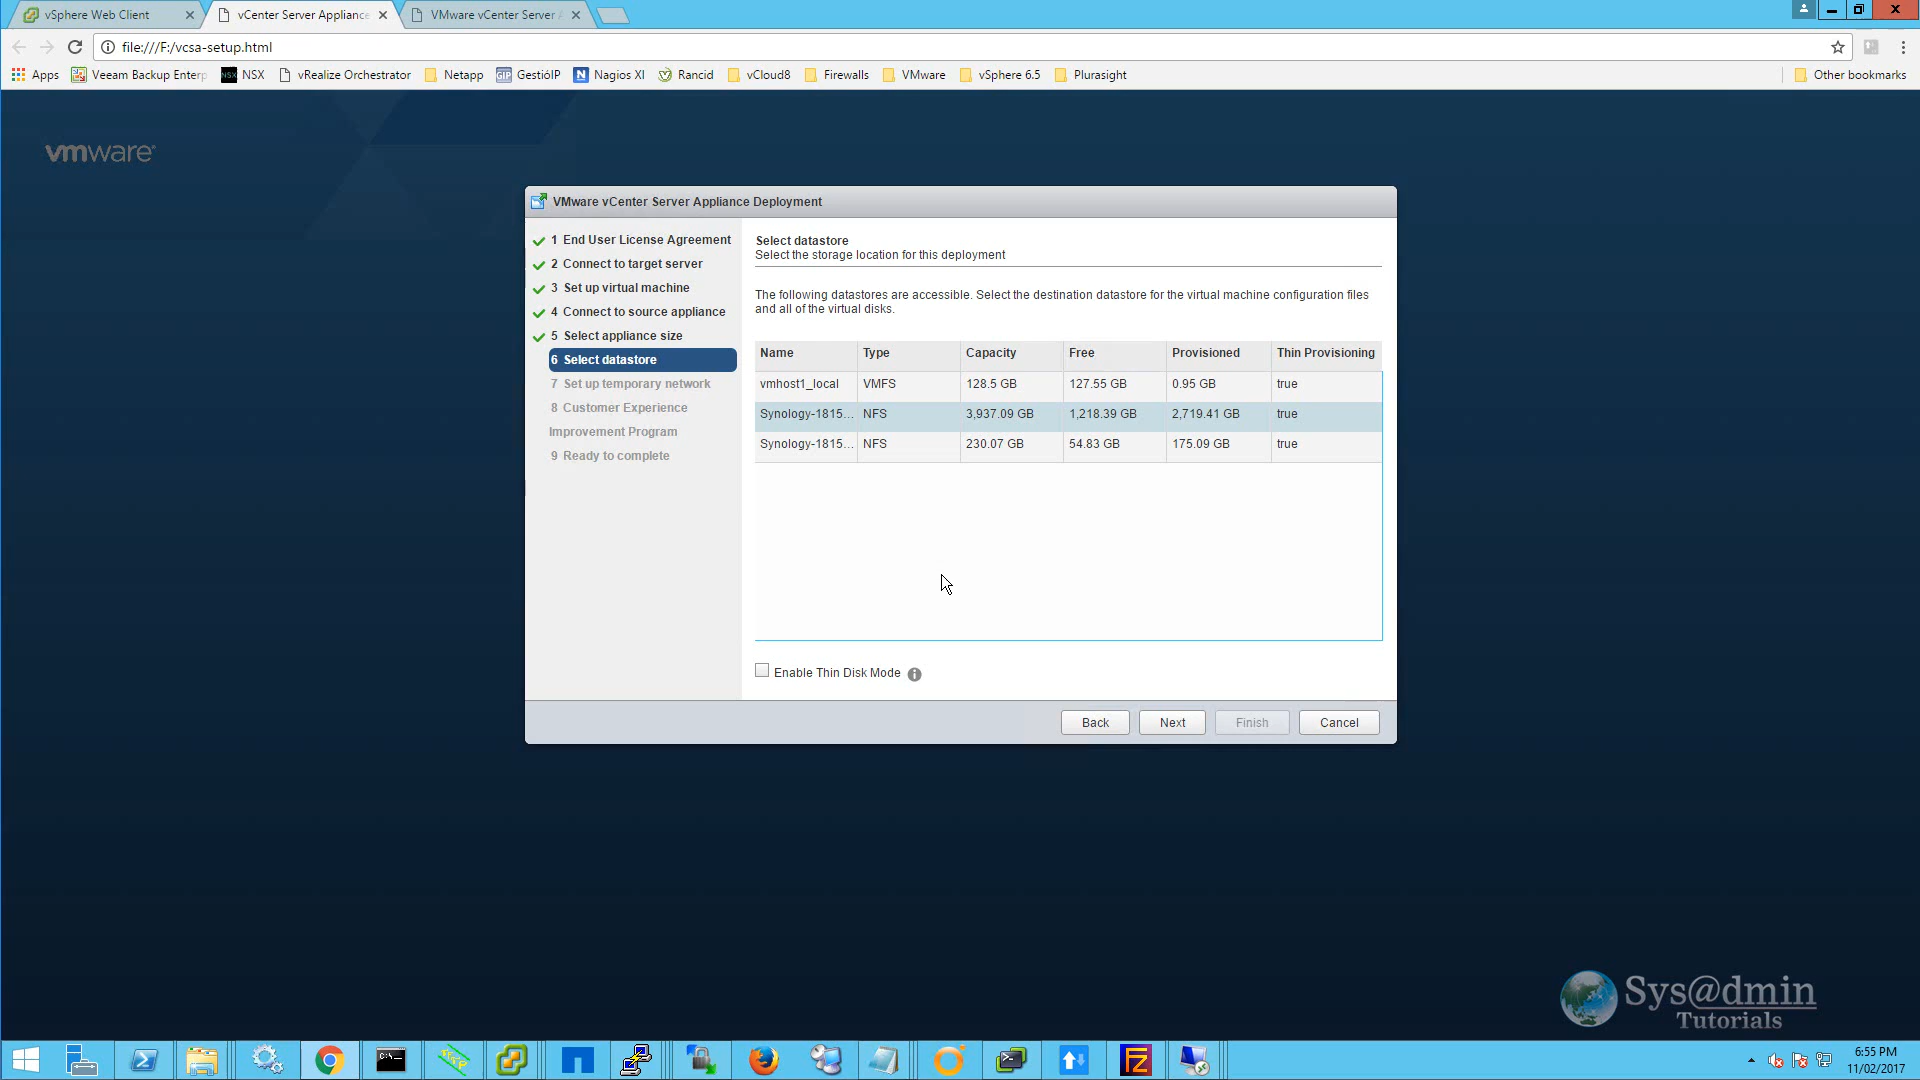 vSphere Web Client
vCenter Server Appliance
VMware vCenter Server A
file:///F:/vcsa-setup.html
Apps
Veeam Backup Enterp
NSX
vRealize Orchestrator
Netapp
GestióIP
Nagios XI
Rancid
vCloud8
Firewalls
VMware
vSphere 6.5
Plurasight
Other bookmarks
vmware
VMware vCenter Server Appliance Deployment
1 End User License Agreement
2 Connect to target server
3 Set up virtual machine
4 Connect to source appliance
5 Select appliance size
6 Select datastore
7 Set up temporary network
8 Customer Experience
Improvement Program
9 Ready to complete
Select datastore
Select the storage location for this deployment
The following datastores are accessible. Select the destination datastore for the virtual machine configuration files
and all of the virtual disks.
Name Type Capacity Free Provisioned Thin Provisioning
vmhost1_local VMFS 128.5 GB 127.55 GB 0.95 GB true
Synology-1815... NFS 3,937.09 GB 1,218.39 GB 2,719.41 GB true
Synology-1815... NFS 230.07 GB 54.83 GB 175.09 GB true
Enable Thin Disk Mode
Back Next Finish Cancel
Sys@dmin
Tutorials
6:55 PM
11/02/2017